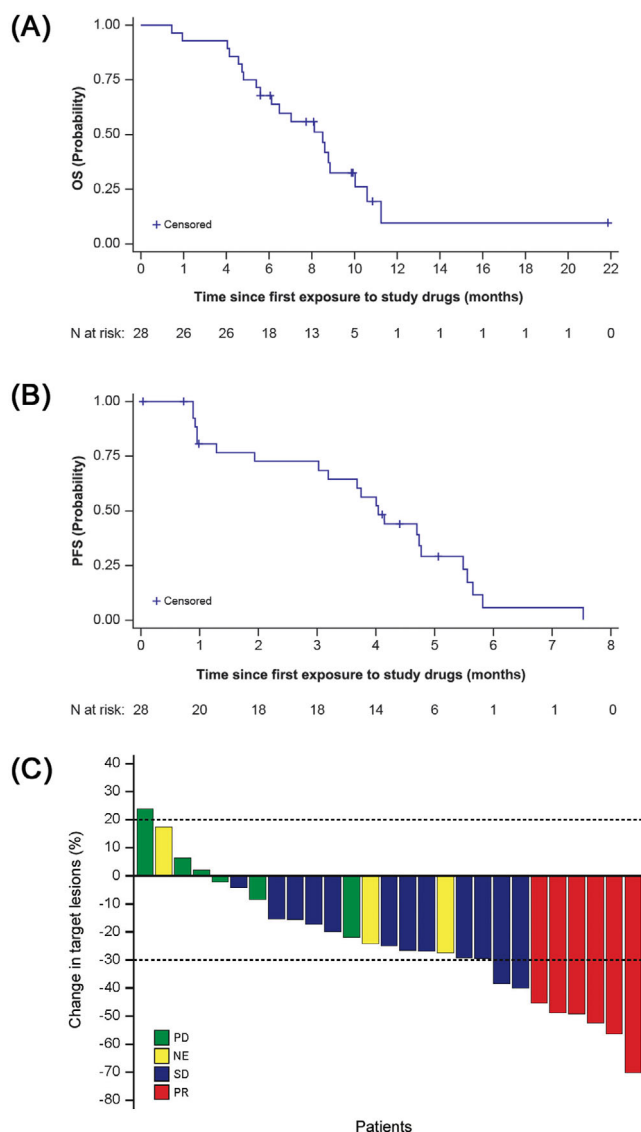 (A)
1.00
0.75
0.50
0.25
0.00
OS (Probability)
Censored
0 1 4 6 8 10 12 14 16 18 20 22
Time since first exposure to study drugs (months)
N at risk: 28 26 26 18 13 5 1 1 1 1 1 0
(B)
1.00
0.75
0.50
0.25
0.00
PFS (Probability)
Censored
0 1 2 3 4 5 6 7 8
Time since first exposure to study drugs (months)
N at risk: 28 20 18 18 14 6 1 1 0
(C)
40
30
20
10
0
-10
-20
-30
-40
-50
-60
-70
-80
Change in target lesions (%)
PD
NE
SD
PR
Patients